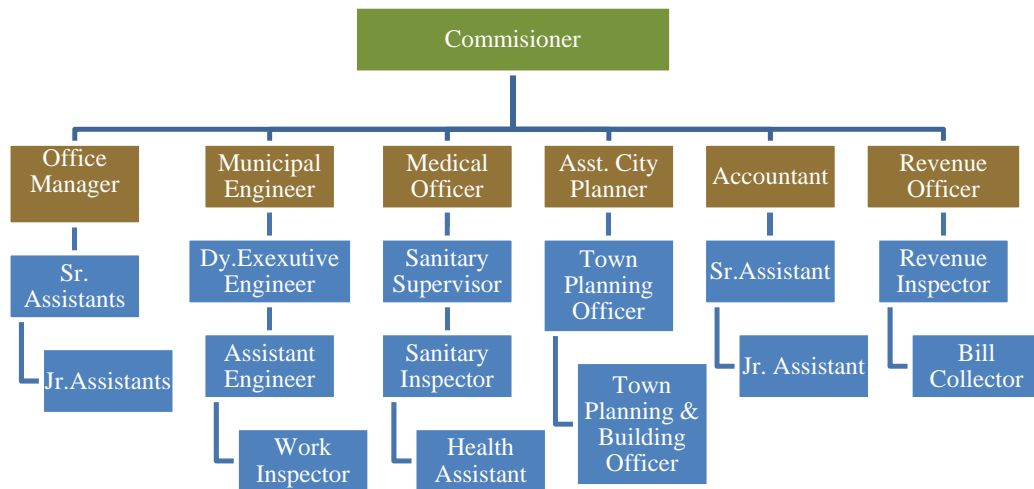 Commisioner
Office
Manager
Municipal
Engineer
Medical
Officer
Asst. City
Planner
Accountant
Revenue
Officer
Sr.
Assistants
Dy.Exexutive
Engineer
Sanitary
Supervisor
Town
Planning
Officer
Sr.Assistant
Revenue
Inspector
Jr.Assistants
Assistant
Engineer
Sanitary
Inspector
Town
Planning &
Building
Officer
Jr. Assistant
Bill
Collector
Work
Inspector
Health
Assistant